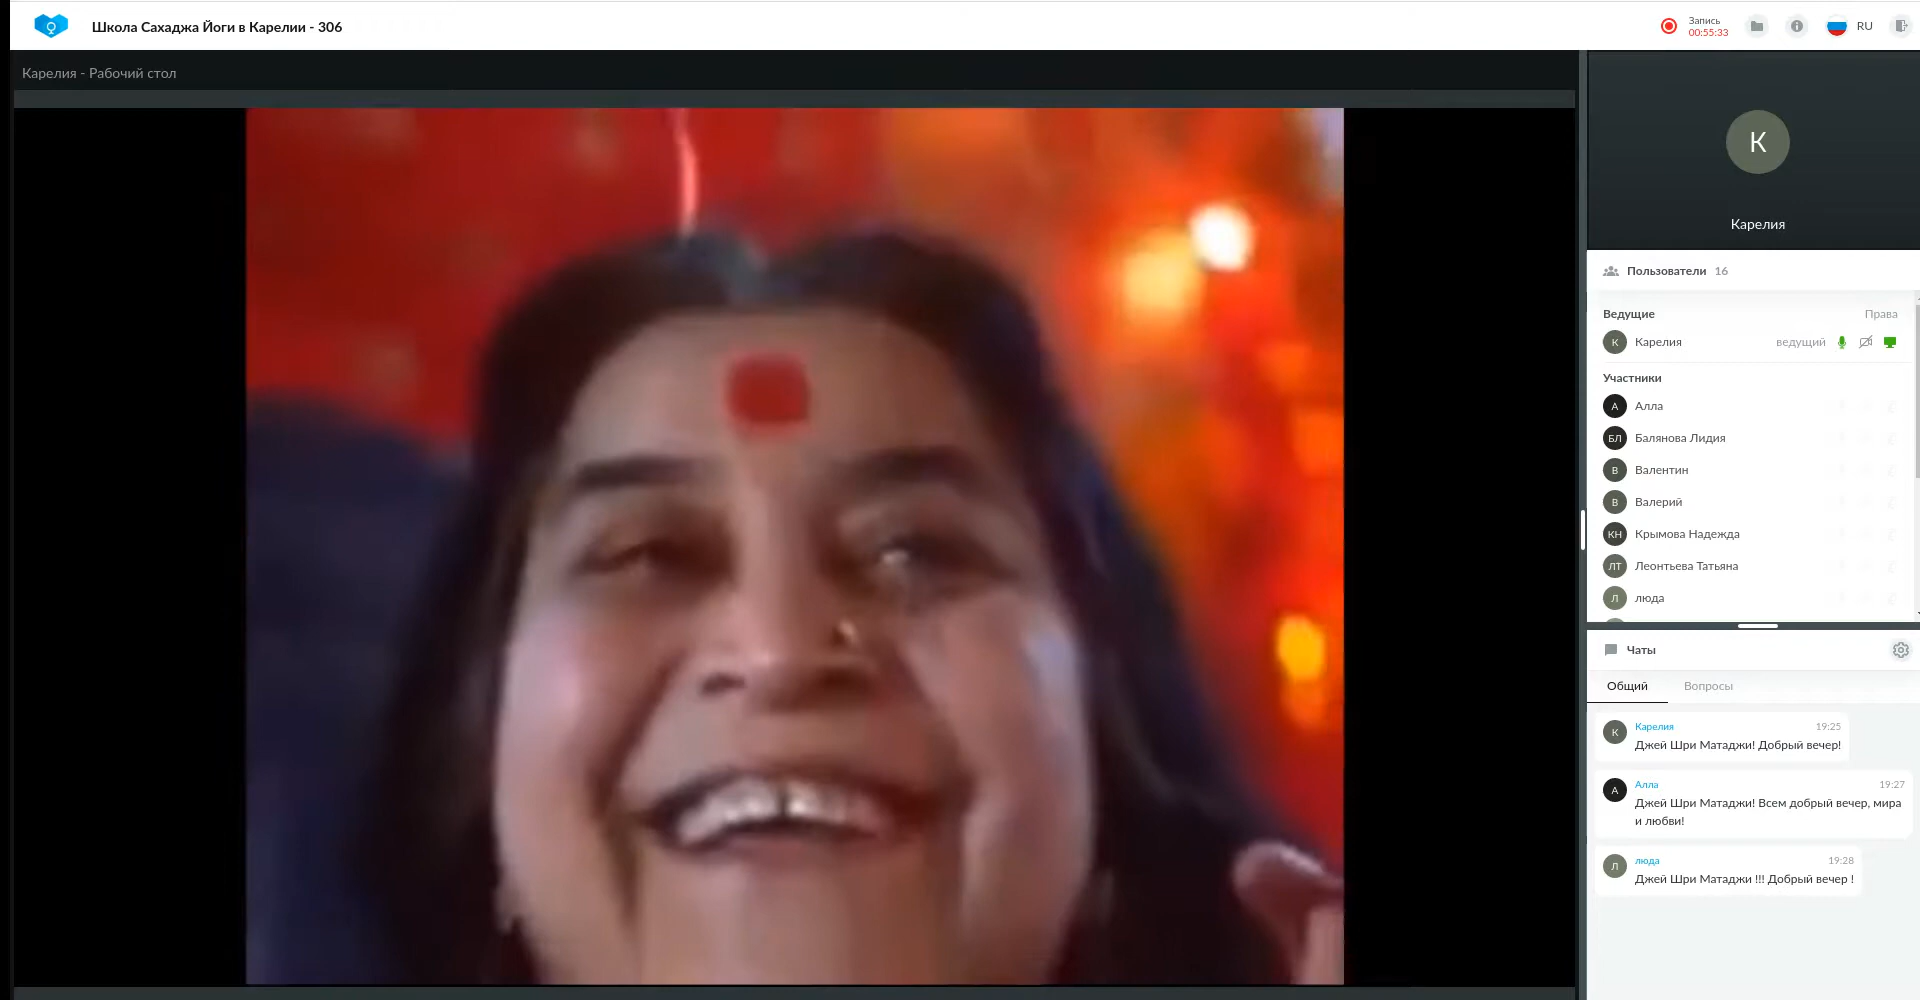 Школа Сахаджа Йоги в Карелии - 306
Запись
00:55:33
RU
Карелия - Рабочий стол
К
Карелия
Пользователи 16
Ведущие Права
К Карелия ведущий
Участники
А Алла
БЛ Балянова Лидия
В Валентин
В Валерий
КН Крымова Надежда
ЛТ Леонтьева Татьяна
Л люда
Чаты
Общий Вопросы
К Карелия 19:25
Джей Шри Матаджи! Добрый вечер!
А Алла 19:27
Джей Шри Матаджи! Всем добрый вечер, мира
и любви!
Л люда 19:28
Джей Шри Матаджи !!! Добрый вечер !